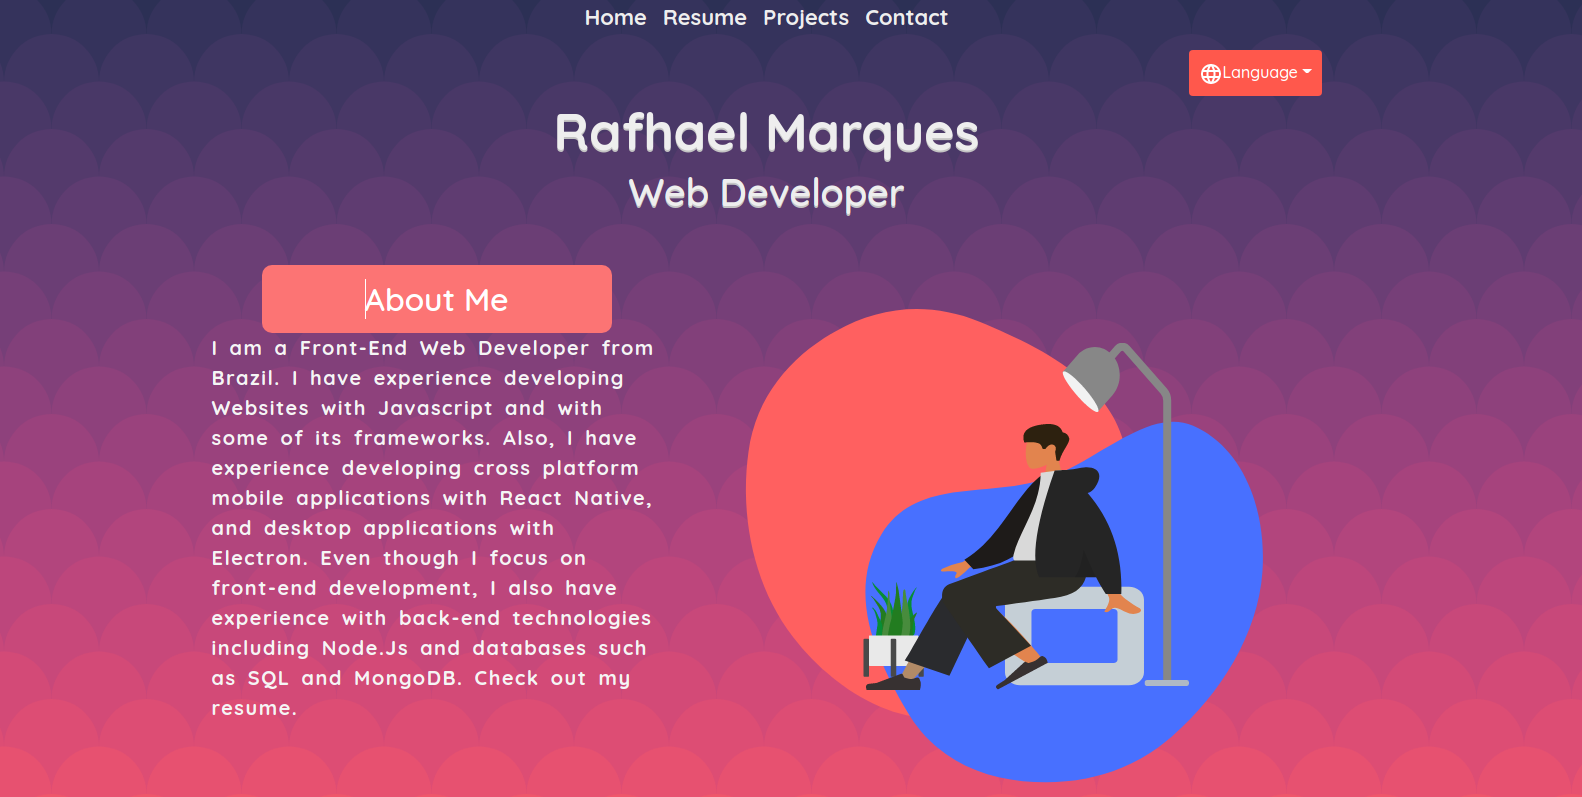 Home Resume Projects Contact
Language
Rafhael Marques
Web Developer
About Me
I am a Front-End Web Developer from
Brazil. I have experience developing
Websites with Javascript and with
some of its frameworks. Also, I have
experience developing cross platform
mobile applications with React Native,
and desktop applications with
Electron. Even though I focus on
front-end development, I also have
experience with back-end technologies
including Node.Js and databases such
as SQL and MongoDB. Check out my
resume.